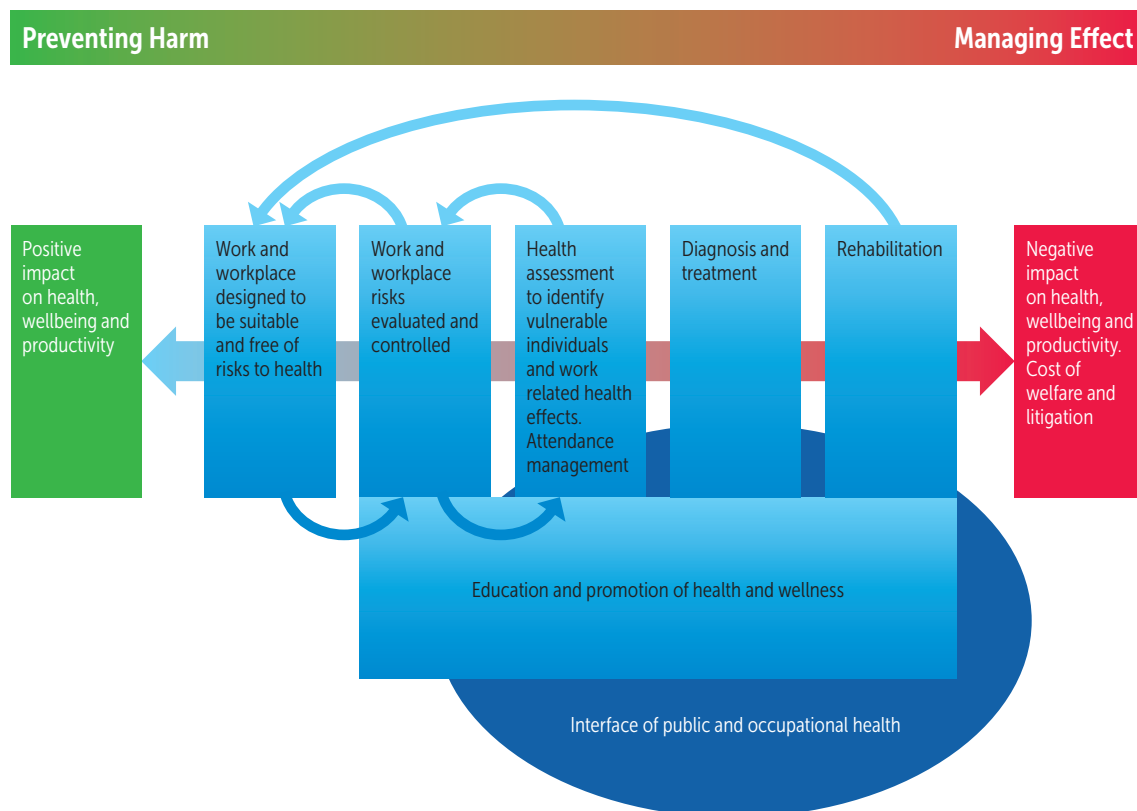 Preventing Harm
Managing Effect
Positive
impact
on health,
wellbeing and
productivity
Work and
workplace
designed to
be suitable
and free of
risks to health
Work and
workplace
risks
evaluated and
controlled
Health
assessment
to identify
vulnerable
individuals
and work
related health
effects.
Attendance
management
Diagnosis and
treatment
Rehabilitation
Negative
impact
on health,
wellbeing and
productivity.
Cost of
welfare and
litigation
Education and promotion of health and wellness
Interface of public and occupational health